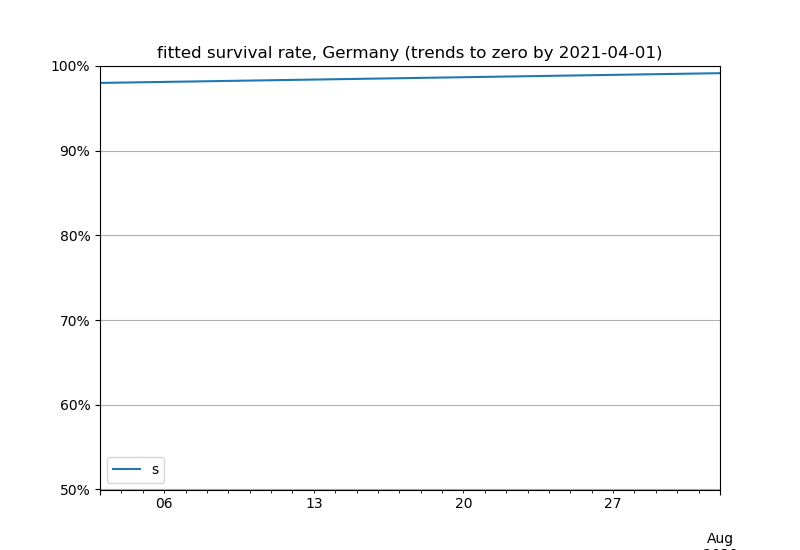 fitted survival rate, Germany (trends to zero by 2021-04-01)
100%
90%
80%
70%
60%
50%
s
06 13 20 27
Aug